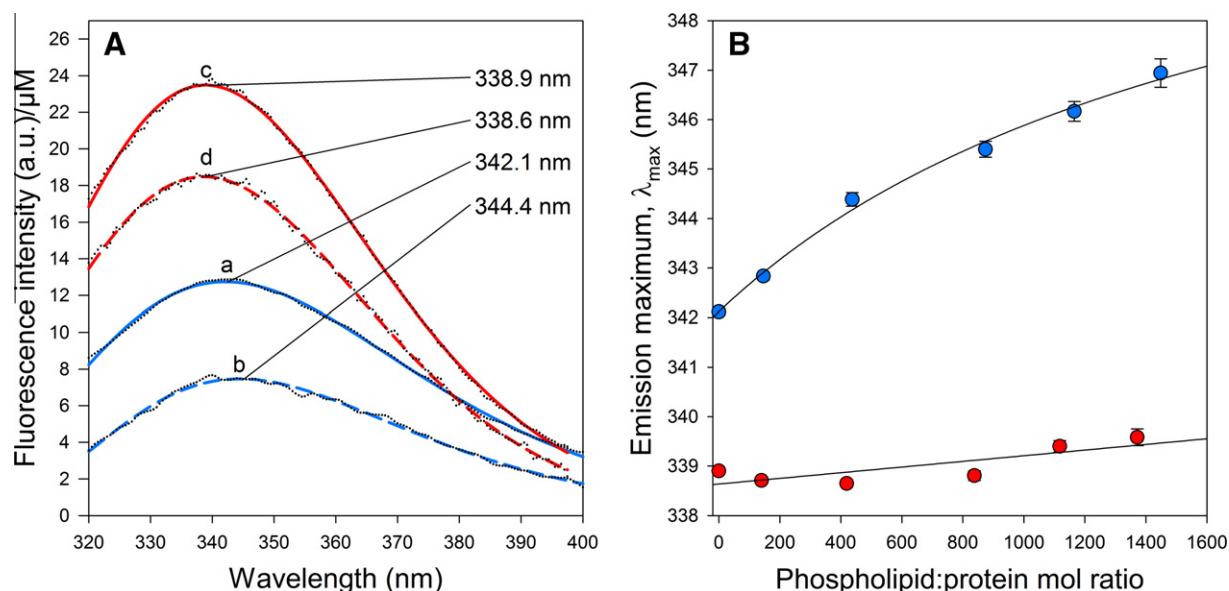 A
26
24
22
20
18
16
14
12
10
8
6
4
2
0
Fluorescence intensity (a.u.)/µM
c
d
a
b
338.9 nm
338.6 nm
342.1 nm
344.4 nm
320 330 340 350 360 370 380 390 400
Wavelength (nm)
B
348
347
346
345
344
343
342
341
340
339
338
Emission maximum, λmax (nm)
0 200 400 600 800 1000 1200 1400 1600
Phospholipid:protein mol ratio